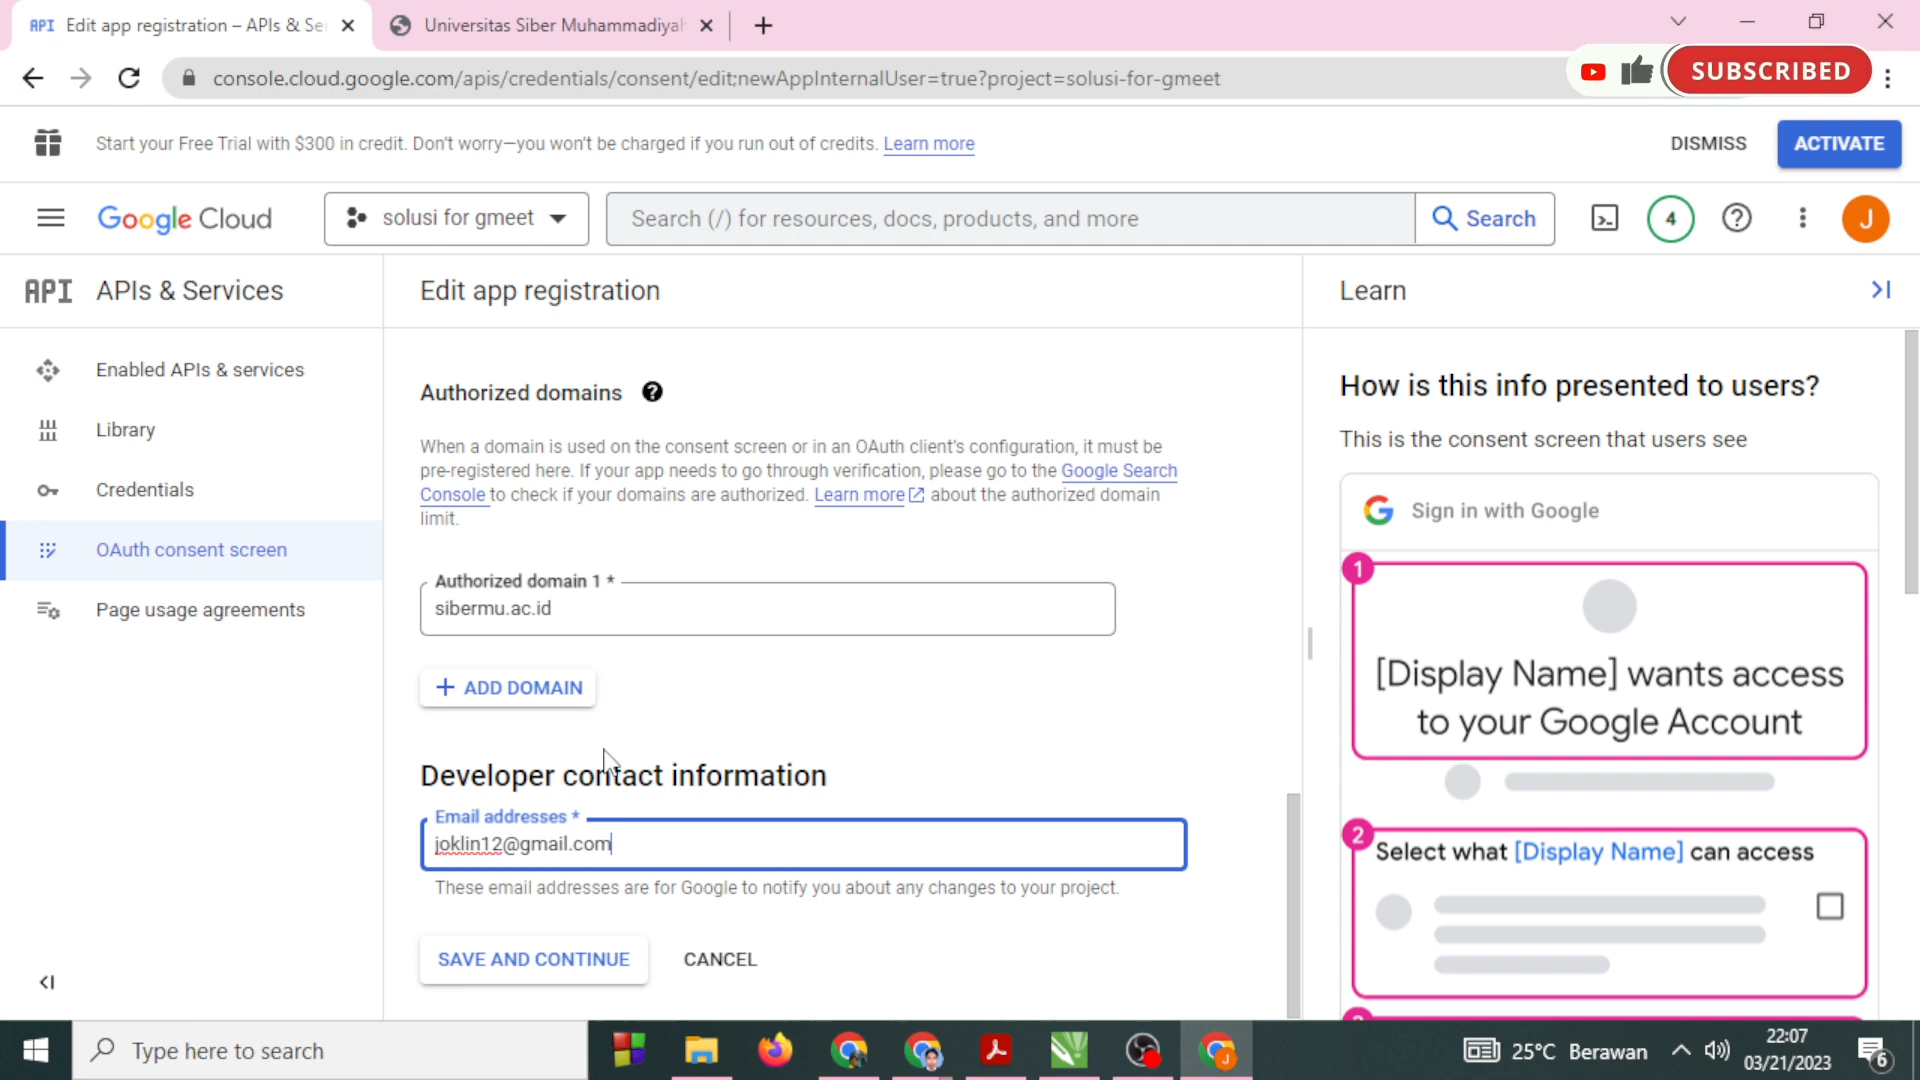 API Edit app registration – APIs & Ser
Universitas Siber Muhammadiyah
console.cloud.google.com/apis/credentials/consent/edit;newAppInternalUser=true?project=solusi-for-gmeet
SUBSCRIBED
Start your Free Trial with $300 in credit. Don't worry—you won't be charged if you run out of credits. Learn more
DISMISS
ACTIVATE
Google Cloud
solusi for gmeet
Search (/) for resources, docs, products, and more
Search
4
J
API APIs & Services
Edit app registration
Learn
Enabled APIs & services
Library
Credentials
OAuth consent screen
Page usage agreements
Authorized domains
When a domain is used on the consent screen or in an OAuth client's configuration, it must be
pre-registered here. If your app needs to go through verification, please go to the Google Search
Console to check if your domains are authorized. Learn more about the authorized domain
limit.
Authorized domain 1 *
sibermu.ac.id
+ ADD DOMAIN
Developer contact information
Email addresses *
joklin12@gmail.com
These email addresses are for Google to notify you about any changes to your project.
SAVE AND CONTINUE
CANCEL
How is this info presented to users?
This is the consent screen that users see
Sign in with Google
1
[Display Name] wants access
to your Google Account
2
Select what [Display Name] can access
Type here to search
25°C Berawan
22:07
03/21/2023
6